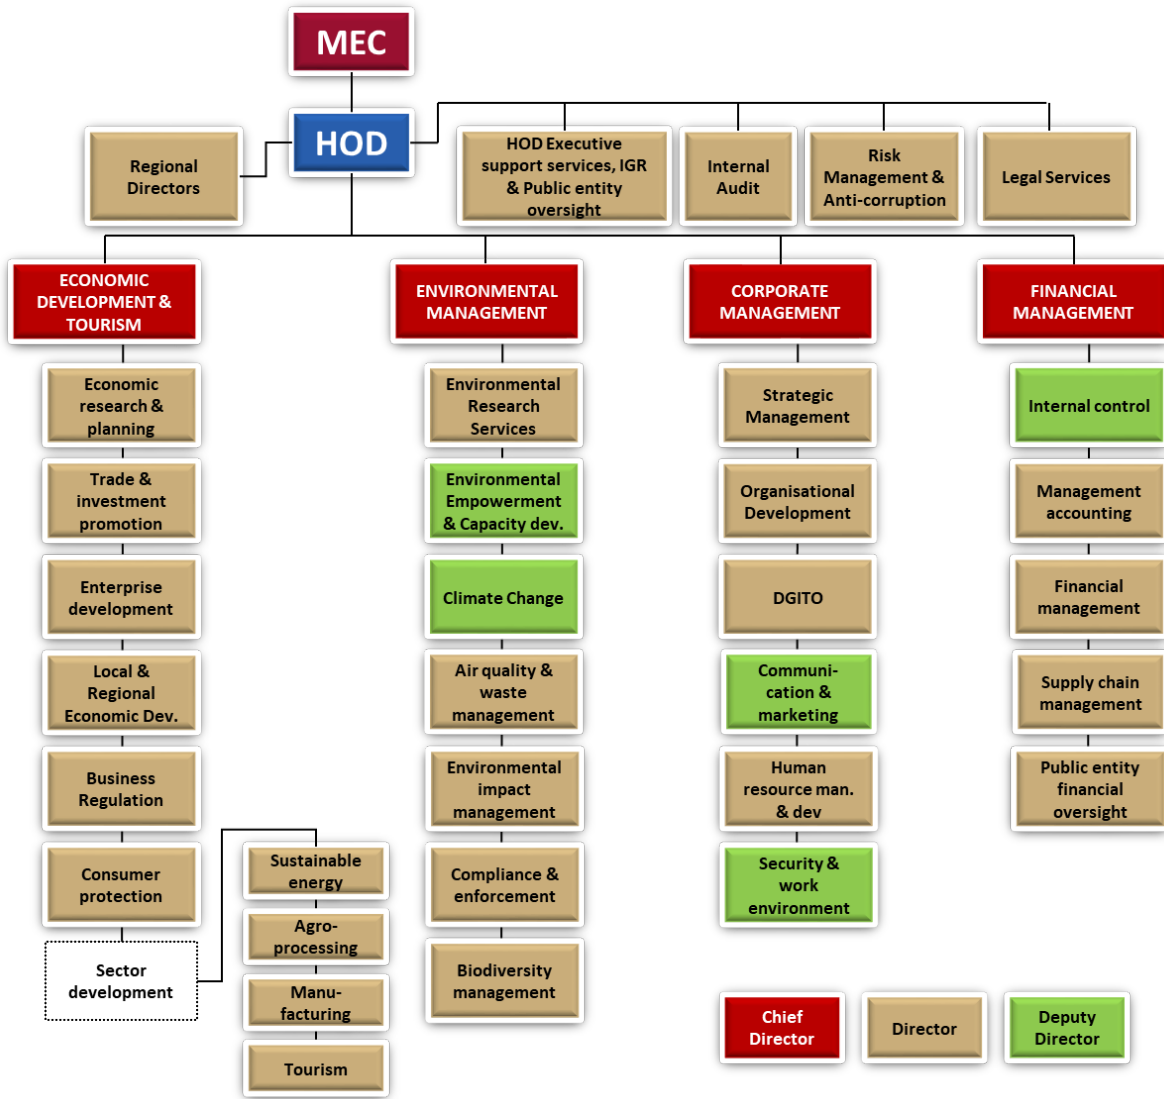 MEC
HOD
Regional
Directors
HOD Executive
support services, IGR
& Public entity
oversight
Internal
Audit
Risk
Management &
Anti-corruption
Legal Services
ECONOMIC
DEVELOPMENT &
TOURISM
Economic
research &
planning
Trade &
investment
promotion
Enterprise
development
Local &
Regional
Economic Dev.
Business
Regulation
Consumer
protection
Sector
development
Sustainable
energy
Agro-
processing
Manu-
facturing
Tourism
ENVIRONMENTAL
MANAGEMENT
Environmental
Research
Services
Environmental
Empowerment
& Capacity dev.
Climate Change
Air quality &
waste
management
Environmental
impact
management
Compliance &
enforcement
Biodiversity
management
CORPORATE
MANAGEMENT
Strategic
Management
Organisational
Development
DGITO
Communi-
cation &
marketing
Human
resource man.
& dev
Security &
work
environment
FINANCIAL
MANAGEMENT
Internal control
Management
accounting
Financial
management
Supply chain
management
Public entity
financial
oversight
Chief
Director
Director
Deputy
Director